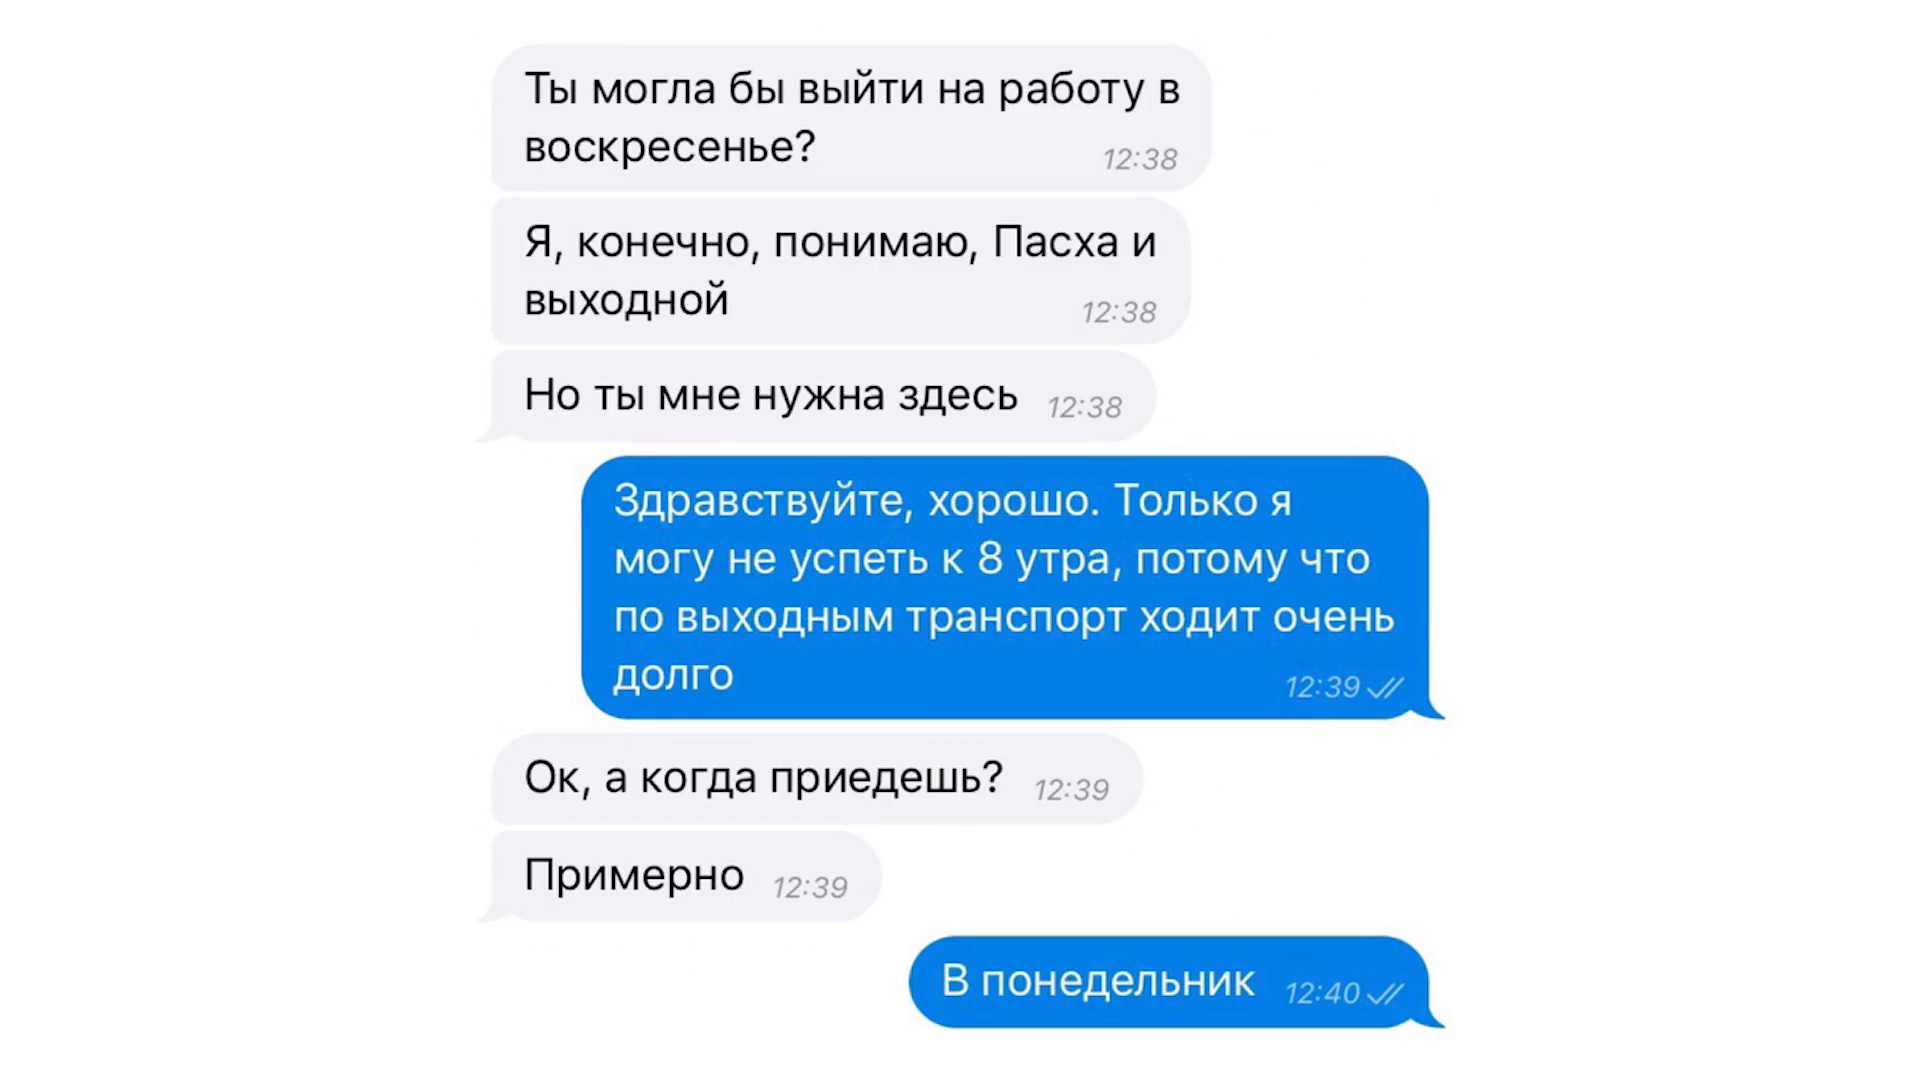 Ты могла бы выйти на работу в
воскресенье?
12:38
Я, конечно, понимаю, Пасха и
выходной
12:38
Но ты мне нужна здесь 12:38
Здравствуйте, хорошо. Только я
могу не успеть к 8 утра, потому что
по выходным транспорт ходит очень
долго
12:39
Ок, а когда приедешь? 12:39
Примерно 12:39
В понедельник 12:40